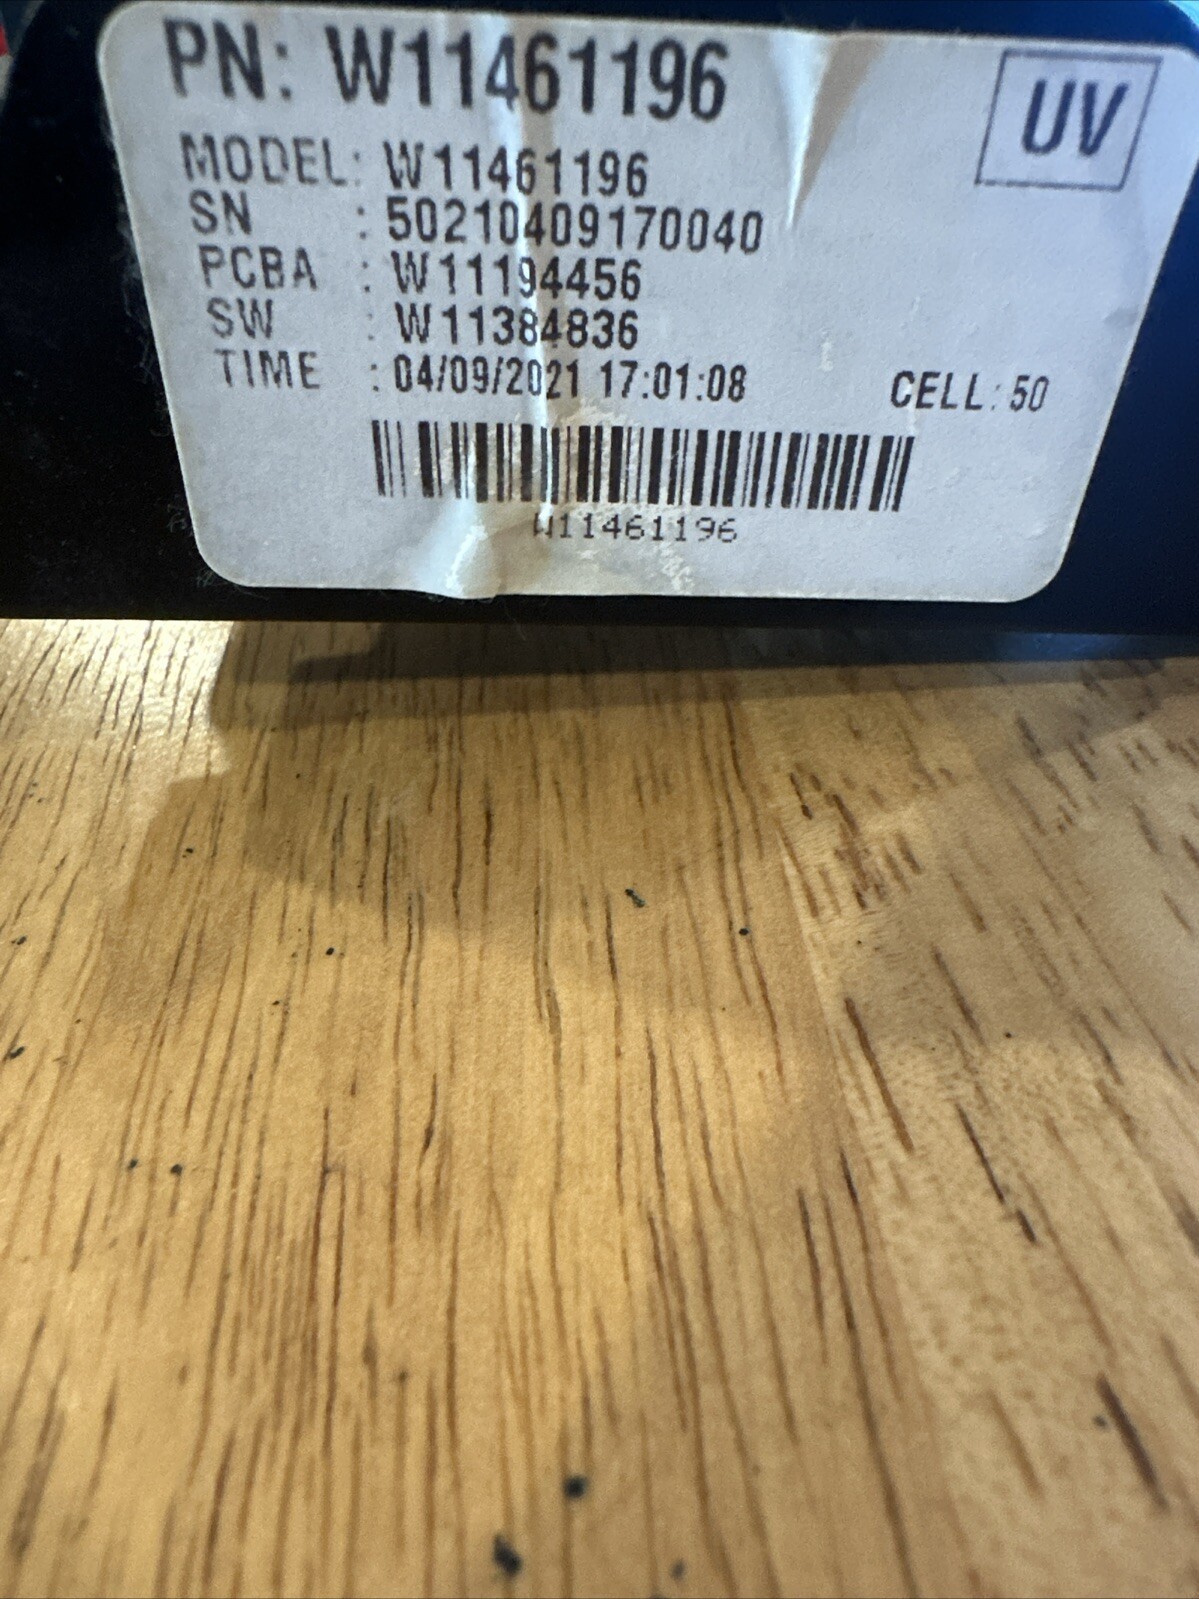 PN: W11461196
UV
MODEL: W11461196
SN : 50210409170040
PCBA : W11194456
SW : W11384836
TIME : 04/09/2021 17:01:08 CELL: 50
W11461196